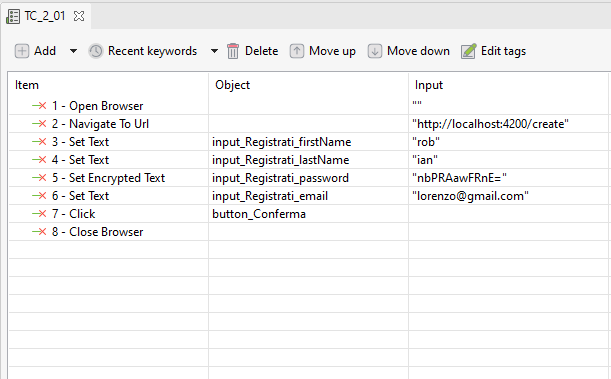 TC_2_01
Add Recent keywords Delete Move up Move down Edit tags
Item Object Input
1 - Open Browser ""
2 - Navigate To Url "http://localhost:4200/create"
3 - Set Text input_Registrati_firstName "rob"
4 - Set Text input_Registrati_lastName "ian"
5 - Set Encrypted Text input_Registrati_password "nbPRAawFRnE="
6 - Set Text input_Registrati_email "lorenzo@gmail.com"
7 - Click button_Conferma
8 - Close Browser